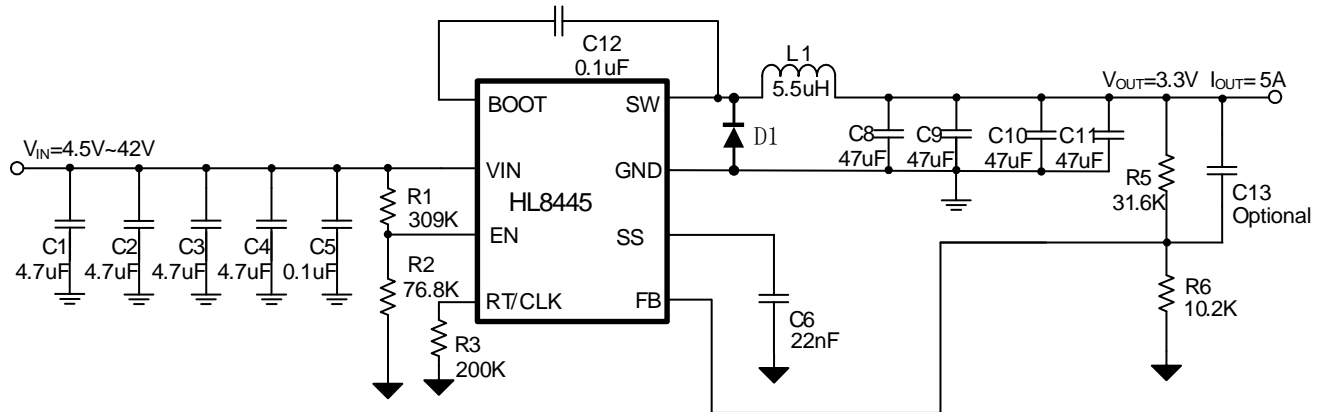 C12
0.1uF
L1
5.5uH
V_OUT=3.3V I_OUT= 5A
BOOT
SW
D1
C8
47uF
C9
47uF
C10
47uF
C11
47uF
V_IN=4.5V~42V
VIN
GND
HL8445
R1
309K
EN
SS
R5
31.6K
C13
Optional
C1
4.7uF
C2
4.7uF
C3
4.7uF
C4
4.7uF
C5
0.1uF
R2
76.8K
RT/CLK
FB
R3
200K
C6
22nF
R6
10.2K